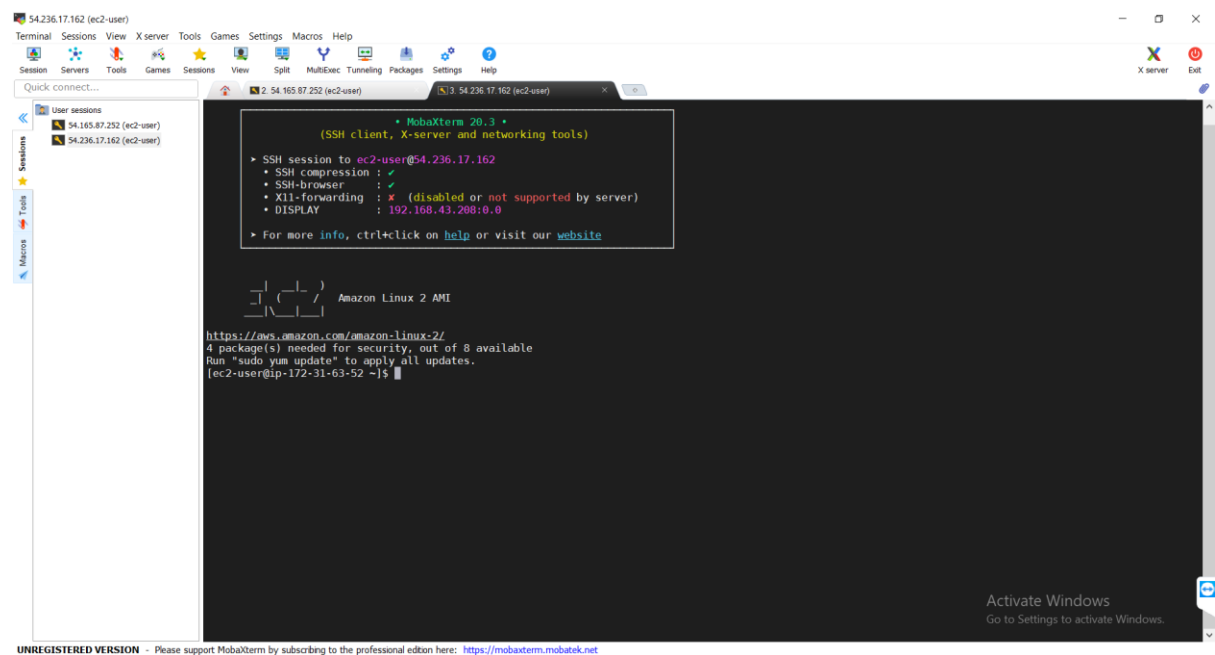 54.236.17.162 (ec2-user)
Terminal Sessions View X server Tools Games Settings Macros Help
Session Servers Tools Games Sessions View Split MultiExec Tunneling Packages Settings Help X server Exit
Quick connect...
2. 54.165.87.252 (ec2-user)
3. 54.236.17.162 (ec2-user)
User sessions
54.165.87.252 (ec2-user)
54.236.17.162 (ec2-user)
Sessions
Tools
Macros
• MobaXterm 20.3 •
(SSH client, X-server and networking tools)
➤ SSH session to ec2-user@54.236.17.162
• SSH compression : ✔
• SSH-browser : ✔
• X11-forwarding : ✘ (disabled or not supported by server)
• DISPLAY : 192.168.43.208:0.0
➤ For more info, ctrl+click on help or visit our website
__| __|_ )
_| ( / Amazon Linux 2 AMI
___|\___|___|
https://aws.amazon.com/amazon-linux-2/
4 package(s) needed for security, out of 8 available
Run "sudo yum update" to apply all updates.
[ec2-user@ip-172-31-63-52 ~]$
Activate Windows
Go to Settings to activate Windows.
UNREGISTERED VERSION - Please support MobaXterm by subscribing to the professional edition here: https://mobaxterm.mobatek.net